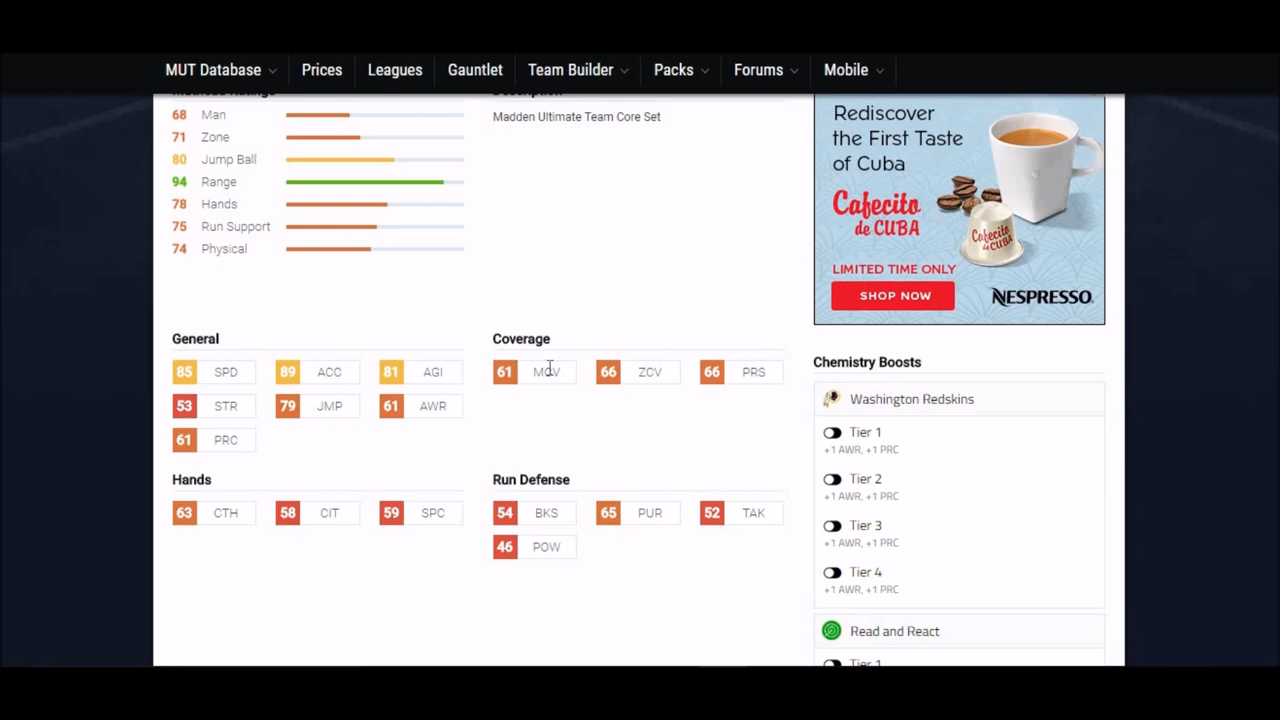 MUT Database
Prices
Leagues
Gauntlet
Team Builder
Packs
Forums
Mobile
68 Man
71 Zone
80 Jump Ball
94 Range
78 Hands
75 Run Support
74 Physical
Madden Ultimate Team Core Set
Rediscover
the First Taste
of Cuba
Cafecito
de CUBA
LIMITED TIME ONLY
SHOP NOW
NESPRESSO.
Cafecito
de CUBA
General
85 SPD 89 ACC 81 AGI
53 STR 79 JMP 61 AWR
61 PRC
Coverage
61 MCV 66 ZCV 66 PRS
Hands
63 CTH 58 CIT 59 SPC
Run Defense
54 BKS 65 PUR 52 TAK
46 POW
Chemistry Boosts
Washington Redskins
Tier 1
+1 AWR, +1 PRC
Tier 2
+1 AWR, +1 PRC
Tier 3
+1 AWR, +1 PRC
Tier 4
+1 AWR, +1 PRC
Read and React
Tier 1